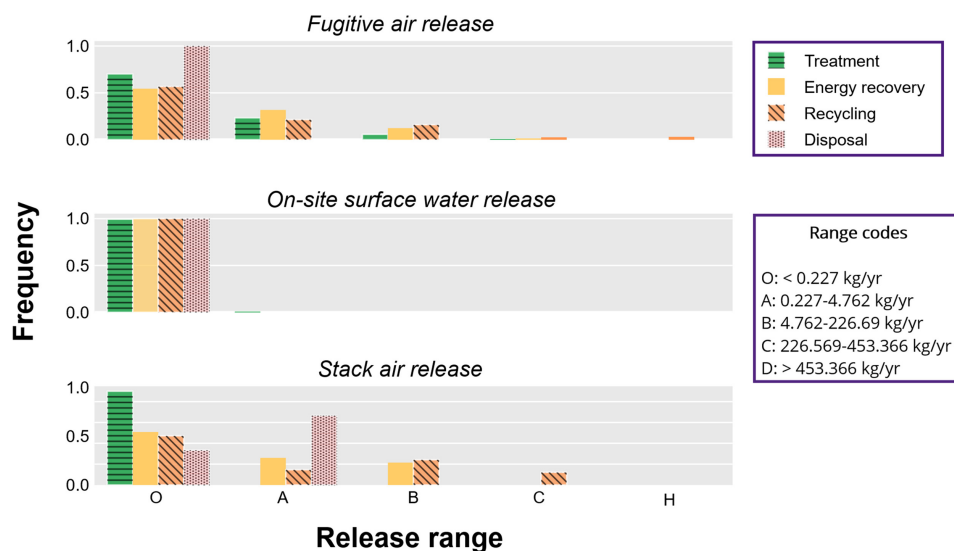 Fugitive air release
1.0
0.5
0.0
Treatment
Energy recovery
Recycling
Disposal
On-site surface water release
1.0
0.5
0.0
Frequency
Range codes
O: < 0.227 kg/yr
A: 0.227-4.762 kg/yr
B: 4.762-226.69 kg/yr
C: 226.569-453.366 kg/yr
D: > 453.366 kg/yr
Stack air release
1.0
0.5
0.0
O A B C H
Release range